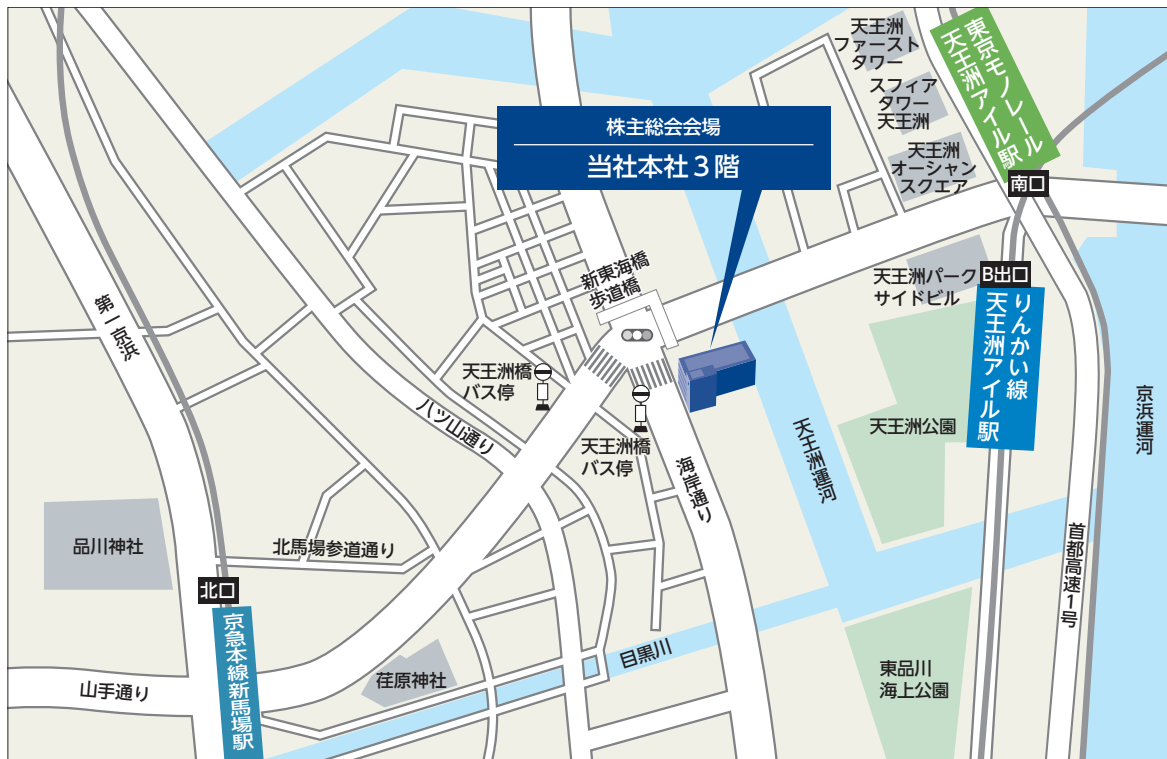 天王洲
ファースト
タワー
スフィア
タワー
天王洲
天王洲
オーシャン
スクエア
東京モノレール
天王洲アイル駅
南口
株主総会会場
当社本社3階
新東海橋
歩道橋
天王洲パーク
サイドビル
B出口
りんかい線
天王洲アイル駅
第一京浜
天王洲橋
バス停
八ツ山通り
天王洲橋
バス停
海岸通り
天王洲運河
天王洲公園
京浜運河
品川神社
北馬場参道通り
首都高速1号
北口
京急本線新馬場駅
山手通り
荏原神社
目黒川
東品川
海上公園